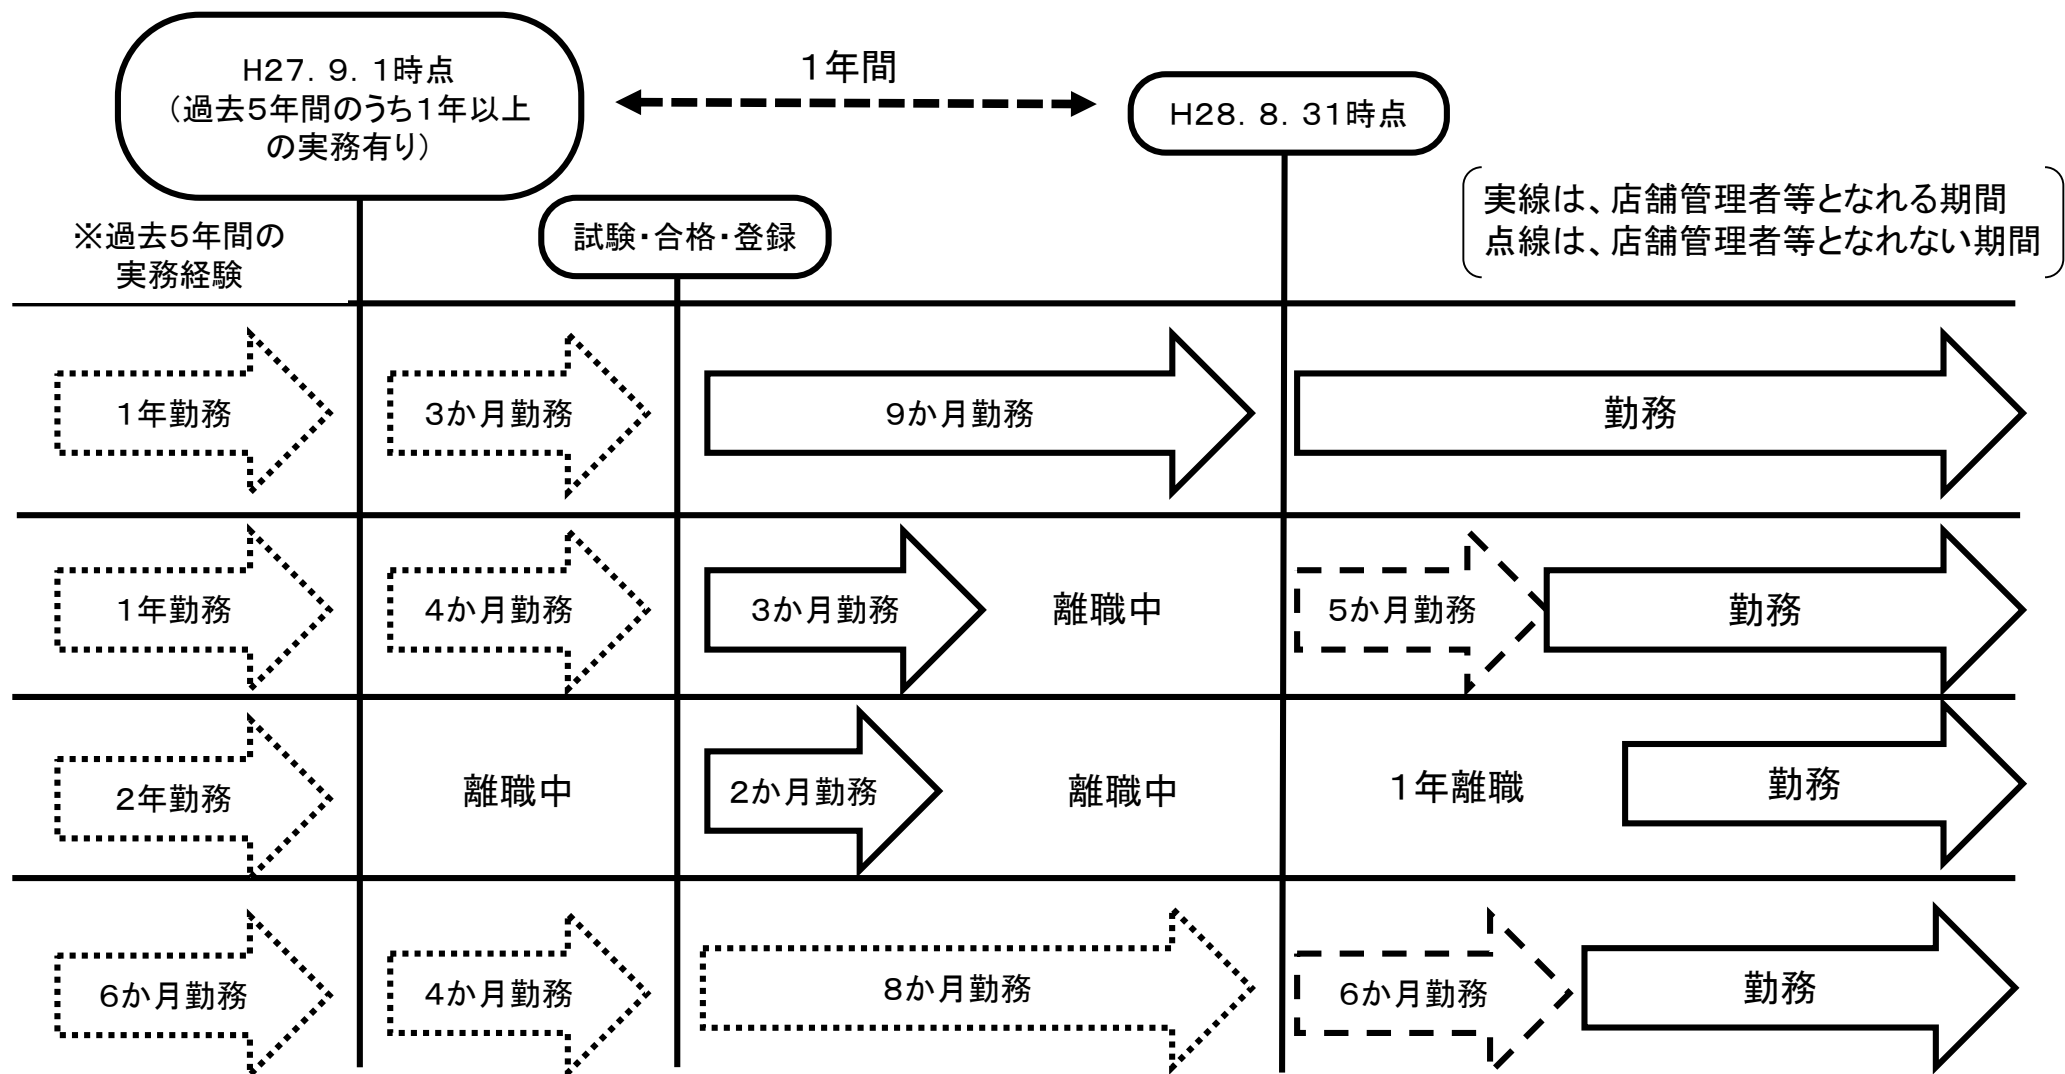 H27．9．1時点
（過去5年間のうち1年以上
の実務有り）
1年間
H28．8．31時点
実線は、店舗管理者等となれる期間
点線は、店舗管理者等となれない期間
試験・合格・登録
※過去5年間の
実務経験
1年勤務
3か月勤務
9か月勤務
勤務
1年勤務
4か月勤務
3か月勤務
離職中
5か月勤務
勤務
2年勤務
離職中
2か月勤務
離職中
1年離職
勤務
6か月勤務
4か月勤務
8か月勤務
6か月勤務
勤務